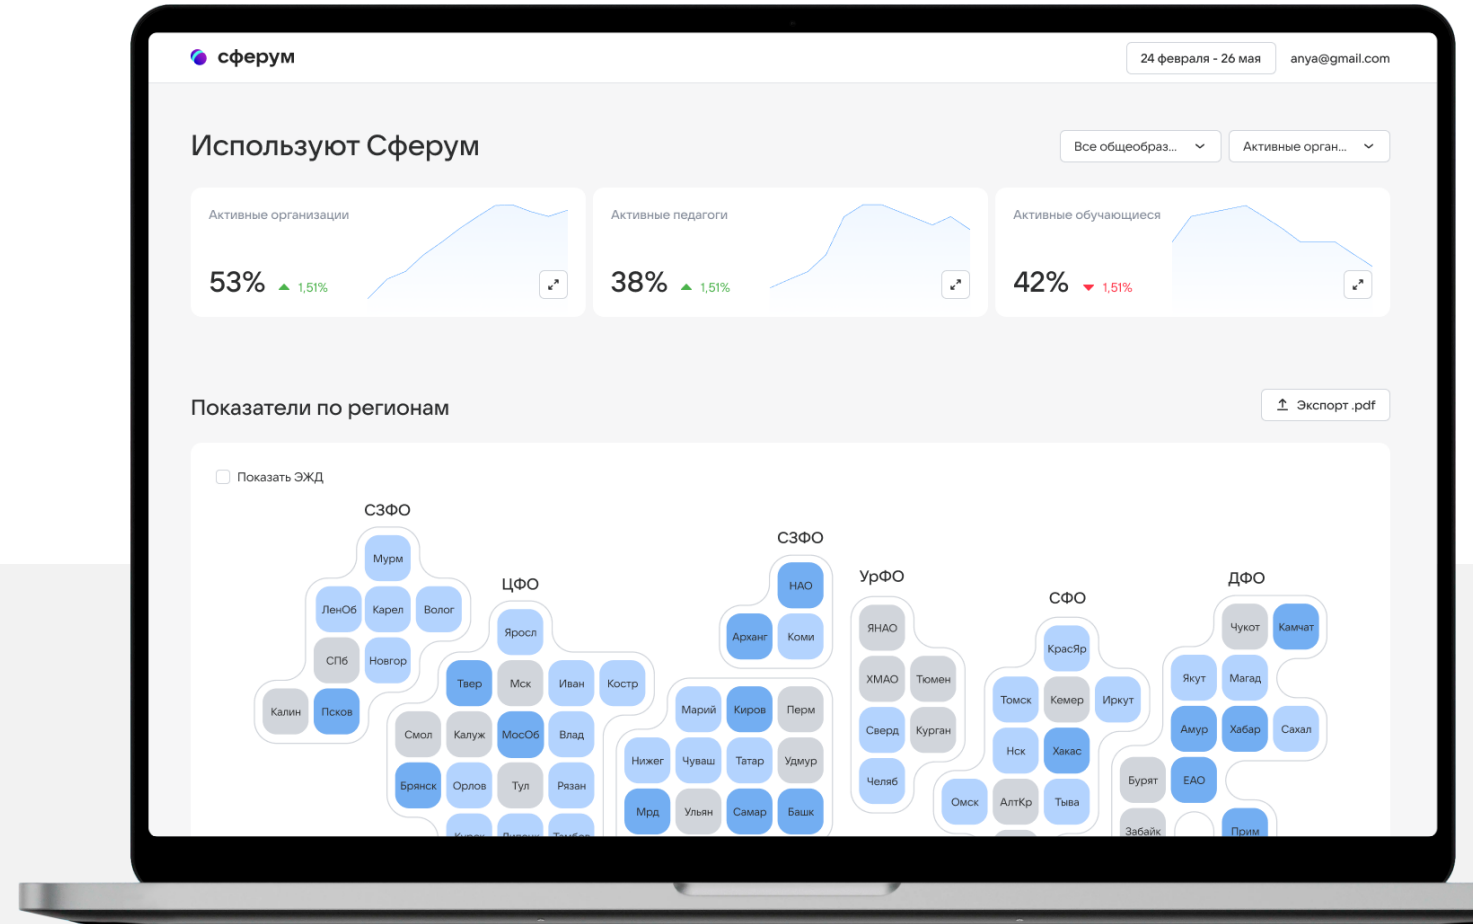 сферум
24 февраля - 26 мая
anya@gmail.com
Используют Сферум
Все общеобраз...
Активные орган...
Активные организации
53%
1,51%
Активные педагоги
38%
1,51%
Активные обучающиеся
42%
1,51%
Показатели по регионам
Экспорт .pdf
Показать ЭЖД
СЗФО
Мурм
ЛенОб Карел Волог
СПб Новгор
Калин Псков
ЦФО
Яросл
Твер Мск Иван Костр
Смол Калуж МосОб Влад
Брянск Орлов Тул Рязан
СЗФО
НАО
Арханг Коми
Марий Киров Перм
Нижег Чуваш Татар Удмур
Мрд Ульян Самар Башк
УрФО
ЯНАО
ХМАО Тюмен
Сверд Курган
Челяб
СФО
КрасЯр
Томск Кемер Иркут
Нск Хакас
Омск АлтКр Тыва
ДФО
Чукот Камчат
Якут Магад
Амур Хабар Сахал
Бурят ЕАО
Забайк Прим